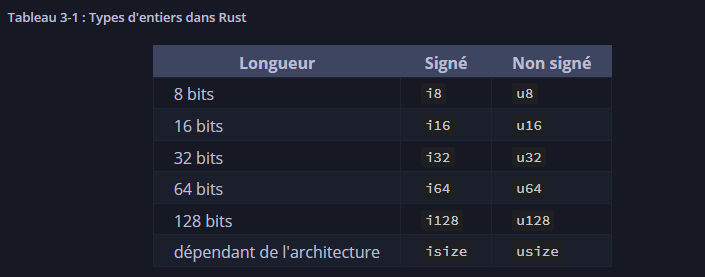 Tableau 3-1 : Types d'entiers dans Rust
Longueur Signé Non signé
8 bits i8 u8
16 bits i16 u16
32 bits i32 u32
64 bits i64 u64
128 bits i128 u128
dépendant de l'architecture isize usize